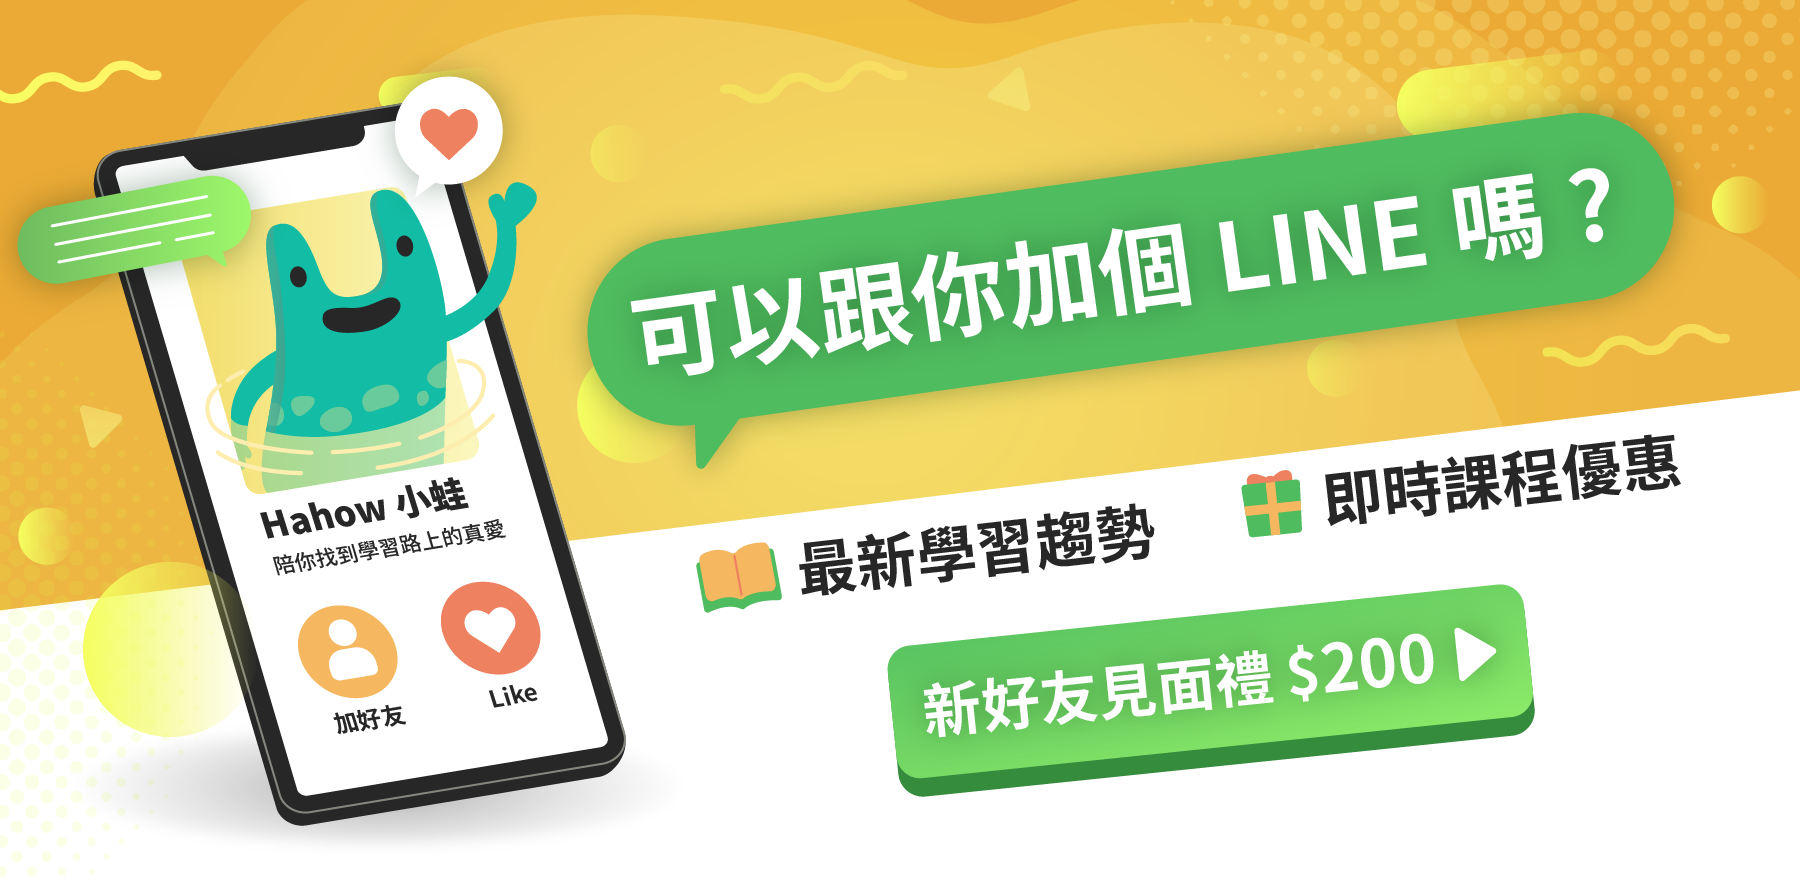 可以跟你加個 LINE 嗎？
Hahow 小蛙
陪你找到學習路上的真愛
加好友
Like
最新學習趨勢
即時課程優惠
新好友見面禮 $200